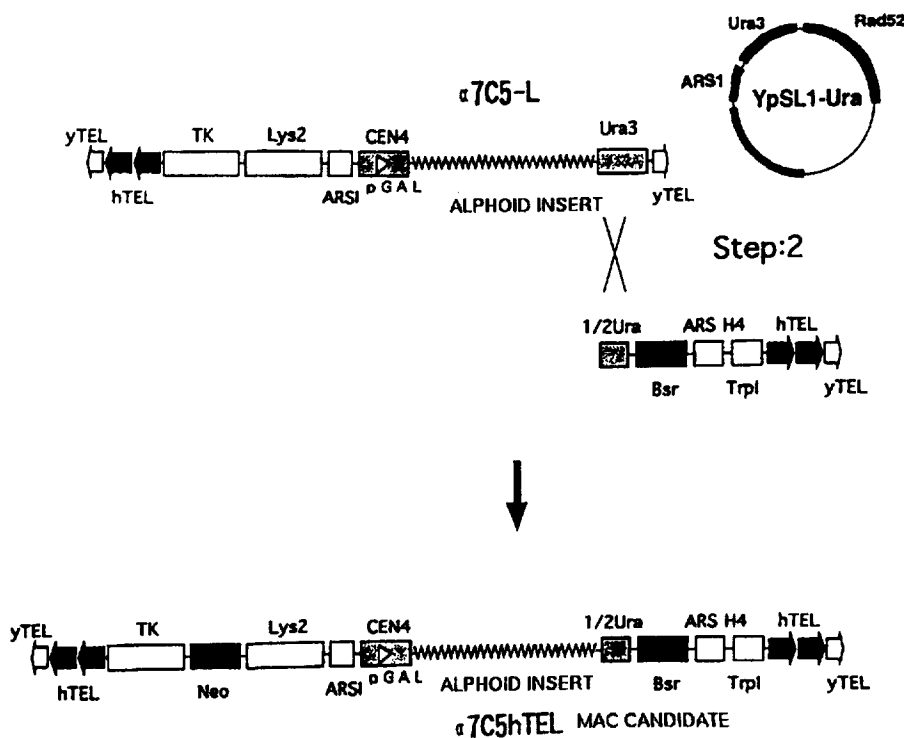 Ura3 Rad52
ARS1
YpSL1-Ura
α7C5-L
yTEL TK Lys2 CEN4 Ura3
hTEL ARSI pGAL ALPHOID INSERT yTEL
Step:2
1/2Ura ARS H4 hTEL
Bsr TrpI yTEL
yTEL TK Lys2 CEN4 1/2Ura ARS H4 hTEL
hTEL Neo ARSI pGAL ALPHOID INSERT Bsr TrpI yTEL
α7C5hTEL MAC CANDIDATE